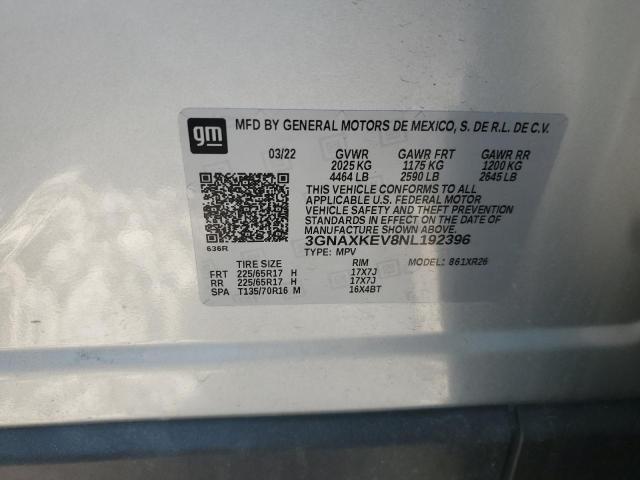 gm
MFD BY GENERAL MOTORS DE MEXICO, S. DE R.L. DE C.V.
03/22 GVWR GAWR FRT GAWR RR
2025 KG 1175 KG 1200 KG
4464 LB 2590 LB 2645 LB
THIS VEHICLE CONFORMS TO ALL
APPLICABLE U.S. FEDERAL MOTOR
VEHICLE SAFETY AND THEFT PREVENTION
STANDARDS IN EFFECT ON THE DATE OF
MANUFACTURE SHOWN ABOVE.
3GNAXKEV8NL192396
636R
TYPE: MPV
TIRE SIZE RIM MODEL: 861XR26
FRT 225/65R17 H 17X7J
RR 225/65R17 H 17X7J
SPA T135/70R16 M 16X4BT